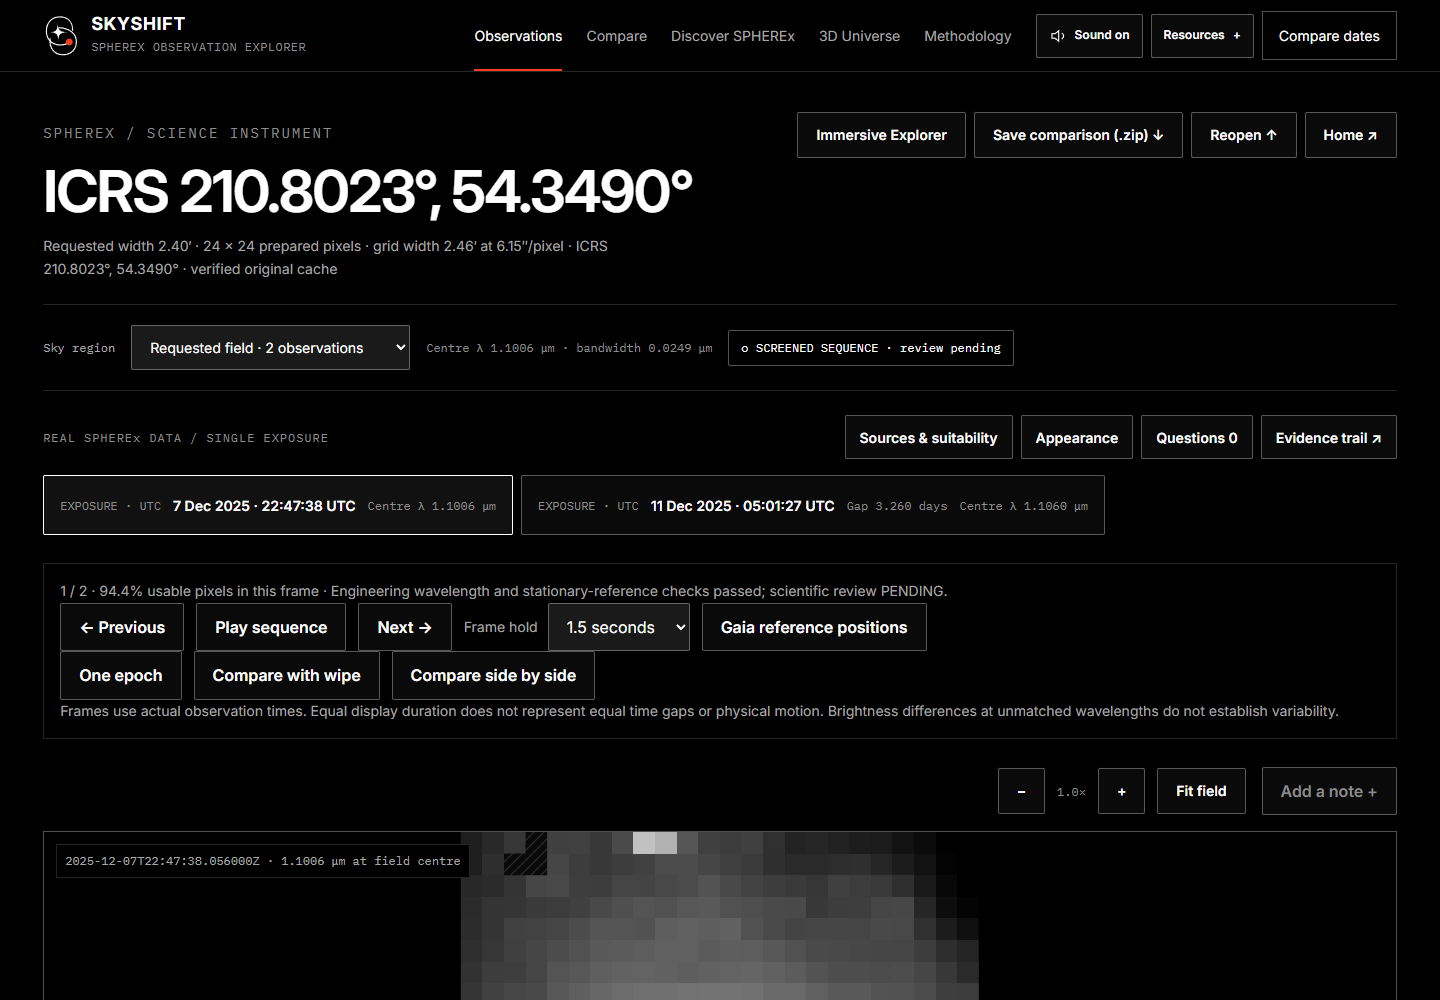 SKYSHIFT
SPHEREX OBSERVATION EXPLORER
Observations Compare Discover SPHEREx 3D Universe Methodology Sound on Resources + Compare dates
SPHEREX / SCIENCE INSTRUMENT
Immersive Explorer Save comparison (.zip) ↓ Reopen ↑ Home ↗
ICRS 210.8023°, 54.3490°
Requested width 2.40′ · 24 × 24 prepared pixels · grid width 2.46′ at 6.15″/pixel · ICRS
210.8023°, 54.3490° · verified original cache
Sky region Requested field · 2 observations Centre λ 1.1006 µm · bandwidth 0.0249 µm o SCREENED SEQUENCE · review pending
REAL SPHEREx DATA / SINGLE EXPOSURE Sources & suitability Appearance Questions 0 Evidence trail ↗
EXPOSURE · UTC 7 Dec 2025 · 22:47:38 UTC Centre λ 1.1006 µm EXPOSURE · UTC 11 Dec 2025 · 05:01:27 UTC Gap 3.260 days Centre λ 1.1060 µm
1 / 2 · 94.4% usable pixels in this frame · Engineering wavelength and stationary-reference checks passed; scientific review PENDING.
← Previous Play sequence Next → Frame hold 1.5 seconds Gaia reference positions
One epoch Compare with wipe Compare side by side
Frames use actual observation times. Equal display duration does not represent equal time gaps or physical motion. Brightness differences at unmatched wavelengths do not establish variability.
− 1.0× + Fit field Add a note +
2025-12-07T22:47:38.056000Z · 1.1006 µm at field centre